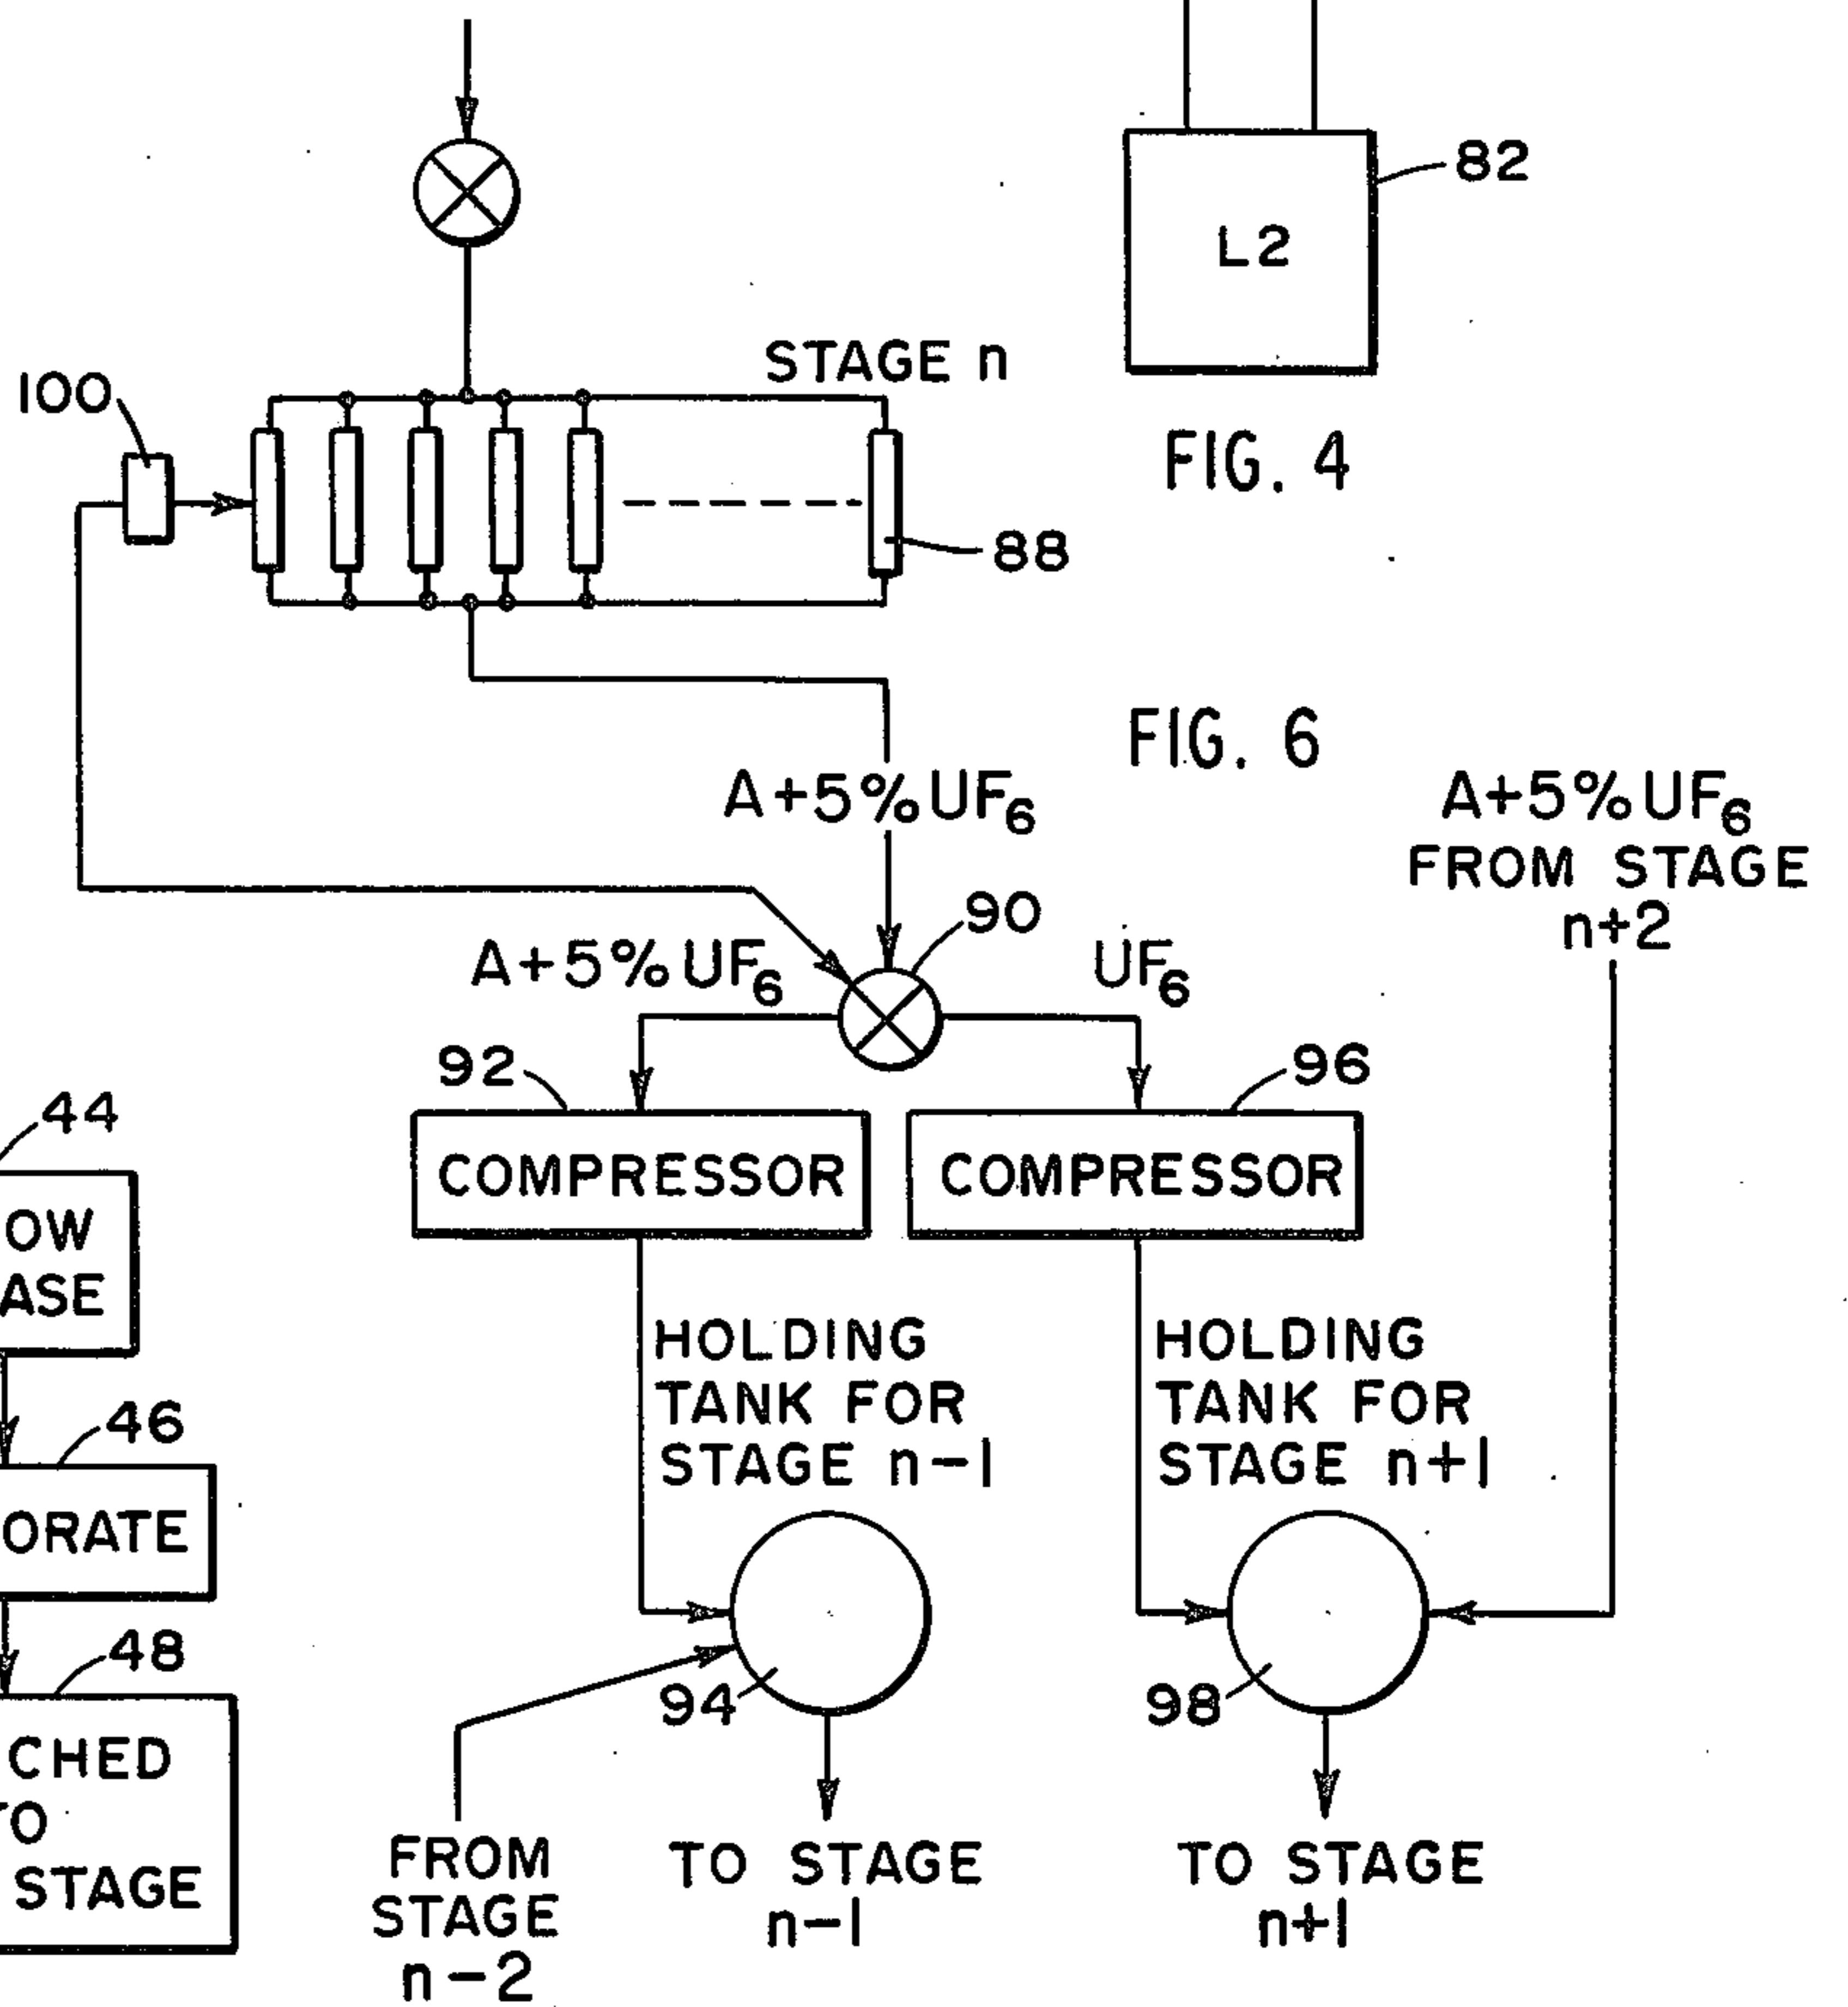 82
L2
STAGE n
100
FIG. 4
88
FIG. 6
A+5%UF6
A+5%UF6
FROM STAGE
n+2
90
A+5%UF6
UF6
92
96
44
COMPRESSOR
COMPRESSOR
OW
ASE
HOLDING
TANK FOR
STAGE n-1
HOLDING
TANK FOR
STAGE n+1
46
ORATE
48
94
98
CHED
TO
STAGE
FROM
STAGE
n-2
TO STAGE
n-1
TO STAGE
n+1